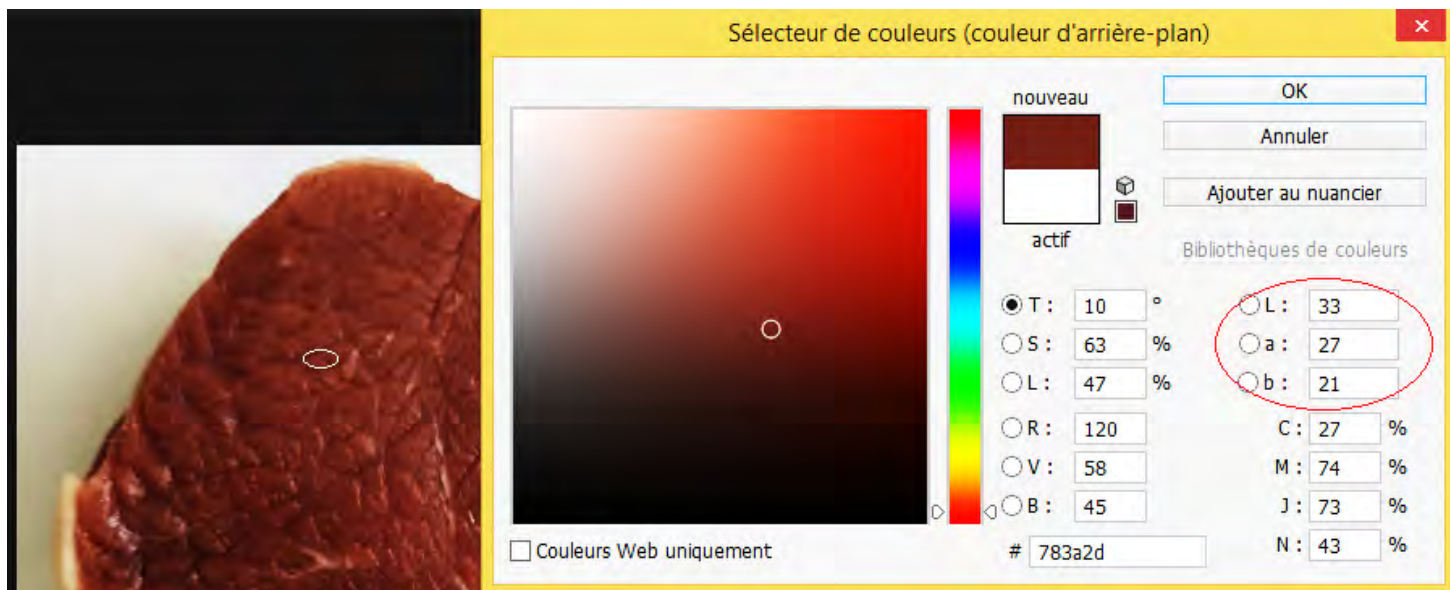 Sélecteur de couleurs (couleur d'arrière-plan)
nouveau
actif
OK
Annuler
Ajouter au nuancier
Bibliothèques de couleurs
T : 10 °
S : 63 %
L : 47 %
R : 120
V : 58
B : 45
# 783a2d
L : 33
a : 27
b : 21
C : 27 %
M : 74 %
J : 73 %
N : 43 %
Couleurs Web uniquement